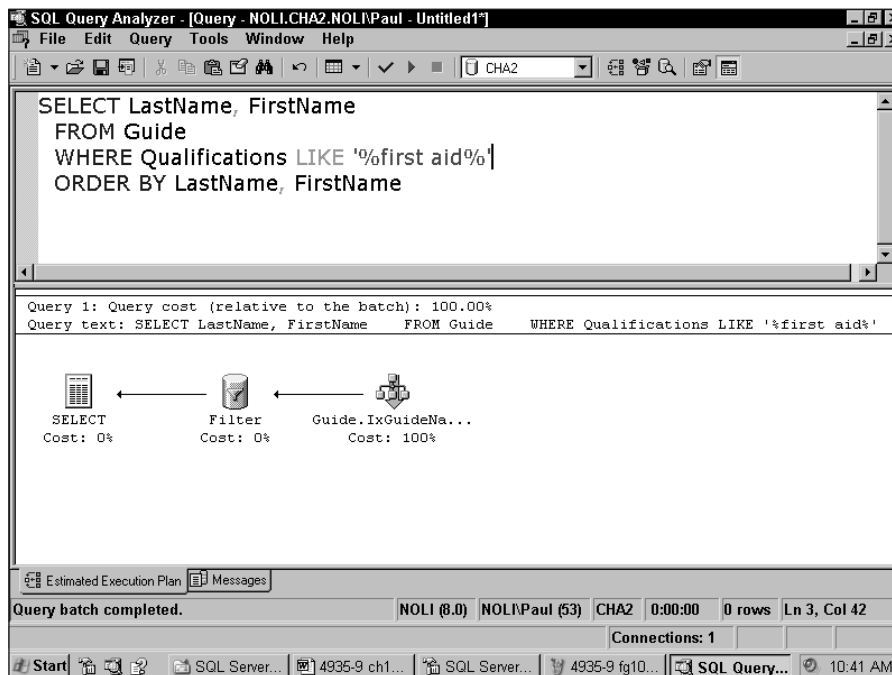 SQL Query Analyzer - [Query - NOLI.CHA2.NOLI\Paul - Untitled1*]
File Edit Query Tools Window Help
CHA2
SELECT LastName, FirstName
FROM Guide
WHERE Qualifications LIKE '%first aid%'
ORDER BY LastName, FirstName
Query 1: Query cost (relative to the batch): 100.00%
Query text: SELECT LastName, FirstName FROM Guide WHERE Qualifications LIKE '%first aid%'
SELECT Filter Guide.IxGuideNa...
Cost: 0% Cost: 0% Cost: 100%
Estimated Execution Plan Messages
Query batch completed. NOLI (8.0) NOLI\Paul (53) CHA2 0:00:00 0 rows Ln 3, Col 42
Connections: 1
Start SQL Server... 4935-9 ch1... SQL Server... 4935-9 fg10... SQL Query... 10:41 AM